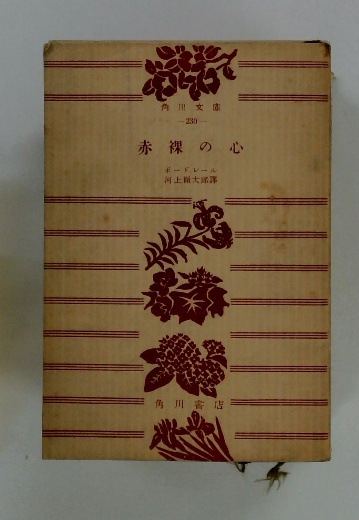 角川文庫
—230—
赤裸の心
ボードレール
河上徹太郎譯
角川書店